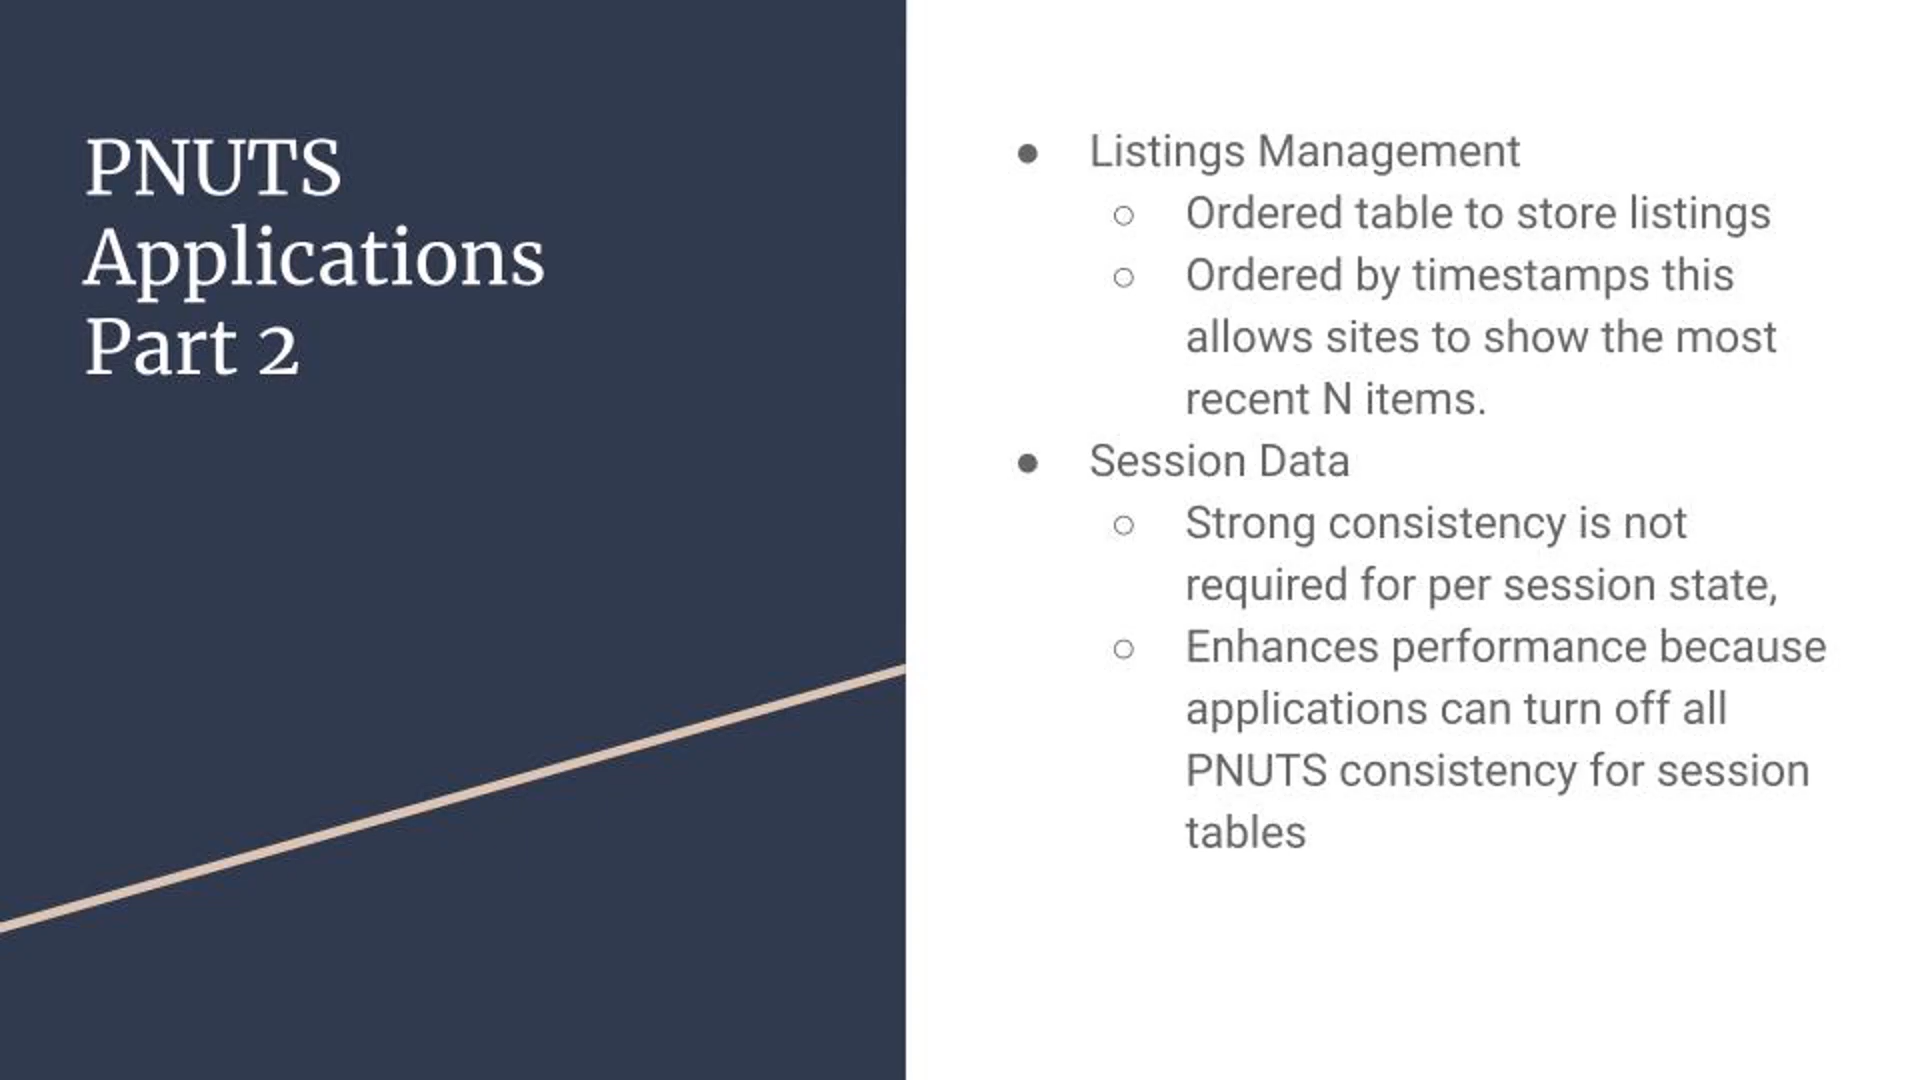 PNUTS
Applications
Part 2
● Listings Management
○ Ordered table to store listings
○ Ordered by timestamps this
allows sites to show the most
recent N items.
● Session Data
○ Strong consistency is not
required for per session state,
○ Enhances performance because
applications can turn off all
PNUTS consistency for session
tables